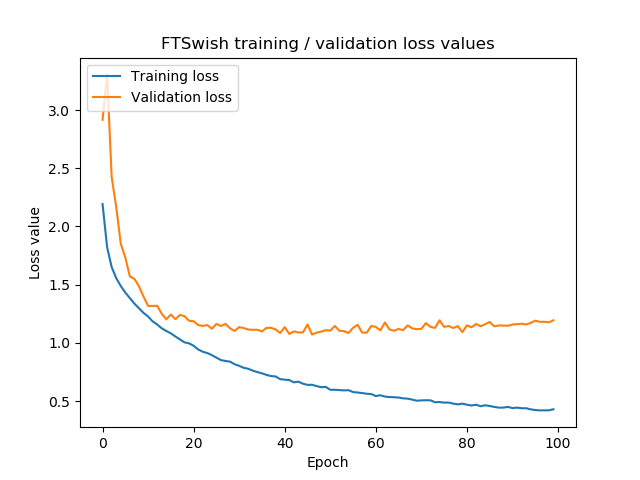 FTSwish training / validation loss values
Training loss
Validation loss
Loss value
3.0
2.5
2.0
1.5
1.0
0.5
0 20 40 60 80 100
Epoch